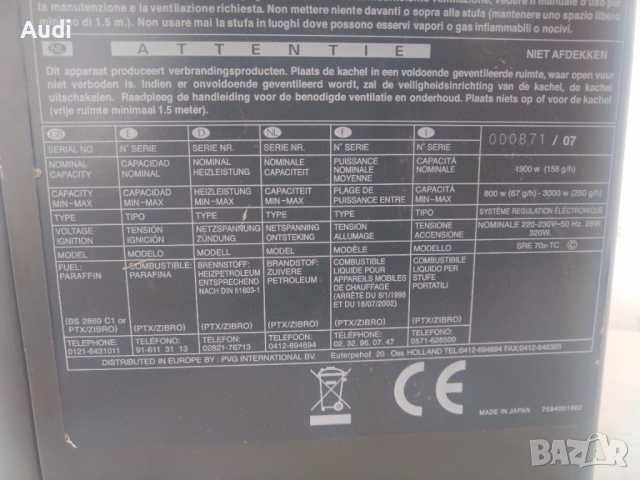 la manutenzione e la ventilazione richiesta. Non mettere niente davanti o sopra alla stufa (mantenere uno spazio libero
minimo di 1.5 m.). Non usare mai la stufa in luoghi dove possono esservi vapori o gas infiammabili o nocivi.
Audi
NL ATTENTIE NIET AFDEKKEN
Dit apparaat produceert verbrandingsproducten. Plaats de kachel in een voldoende geventileerde ruimte, waar open vuur
niet verboden is. Indien er onvoldoende geventileerd wordt, zal de veiligheidsinrichting van de kachel, de kachel
uitschakelen. Raadpleeg de handleiding voor de benodigde ventilatie en onderhoud. Plaats niets op of voor de kachel
(vrije ruimte minimaal 1.5 meter).
GB E D NL F I
SERIAL NO. N° SERIE SERIE NR. SERIE NR. N° SERIE N° SERIE 000871 / 07
NOMINAL CAPACITY CAPACIDAD NOMINAL NOMINAL HEIZLEISTUNG NOMINALE CAPACITEIT PUISSANCE NOMINALE MOYENNE CAPACITÁ NOMINALE 1900 w (158 g/h)
CAPACITY MIN-MAX CAPACIDAD MIN-MAX HEIZLEISTUNG MIN-MAX CAPACITEIT MIN-MAX PLAGE DE PUISSANCE ENTRE CAPACITÁ MIN-MAX 800 w (67 g/h) - 3000 w (250 g/h)
TYPE TIPO TYPE TYPE TYPE TIPO SYSTÈME REGULATION ÉLECTRONIQUE
VOLTAGE IGNITION TENSIÓN IGNICIÓN NETZSPANNUNG ZÜNDUNG NETSPANNING ONTSTEKING TENSION ALLUMAGE TENSIONE ACCENSIONE NOMINALE 220-230V~50 Hz. 28W. 320W.
MODEL MODELO MODELL MODEL MODÈLE MODELLO SRE 70x-TC C
FUEL: PARAFFIN COMBUSTIBLE: PARAFINA BRENNSTOFF: HEIZPETROLEUM ENTSPRECHEND NACH DIN 51603-1 BRANDSTOF: ZUIVERE PETROLEUM COMBUSTIBLE LIQUIDE POUR APPAREILS MOBILES DE CHAUFFAGE (ARRÊTÉ DU 8/1/1998 ET DU 18/07/2002) COMBUSTIBLE LIQUIDO PER STUFE PORTATILI
(BS 2869 C1 or PTX/ZIBRO) (PTX/ZIBRO) (PTX/ZIBRO) (PTX/ZIBRO) (PTX/ZIBRO) (PTX/ZIBRO)
TELEPHONE: 0121-6431011 TELÉFONO: 91-611 31 13 TELEFON: 02821-76713 TELEFOON: 0412-694694 TÉLÉPHONE: 02. 32. 96. 07. 47 TELEFONO: 0571-628500
DISTRIBUTED IN EUROPE BY : PVG INTERNATIONAL BV. Euterpehof 20 Oss HOLLAND TEL:0412-694694 FAX:0412-648385
CE
MADE IN JAPAN 7594001902
BAZAR